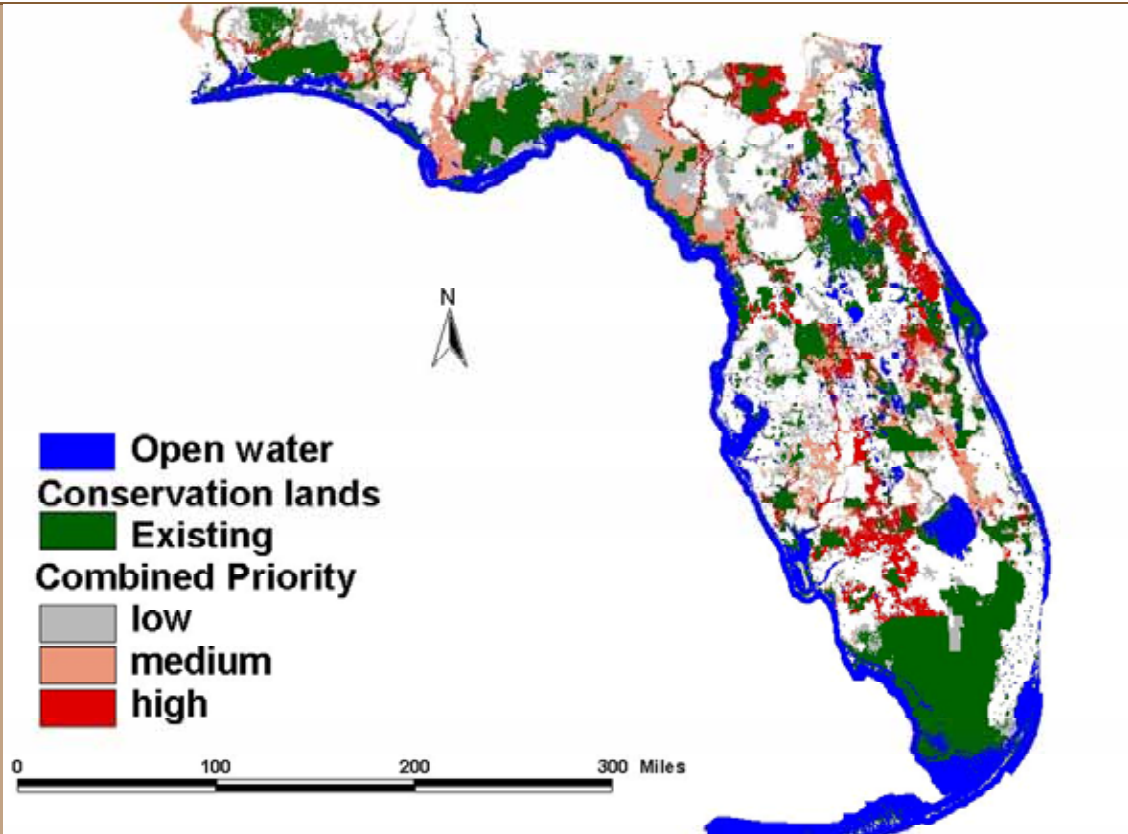 N
Open water
Conservation lands
Existing
Combined Priority
low
medium
high
0 100 200 300 Miles